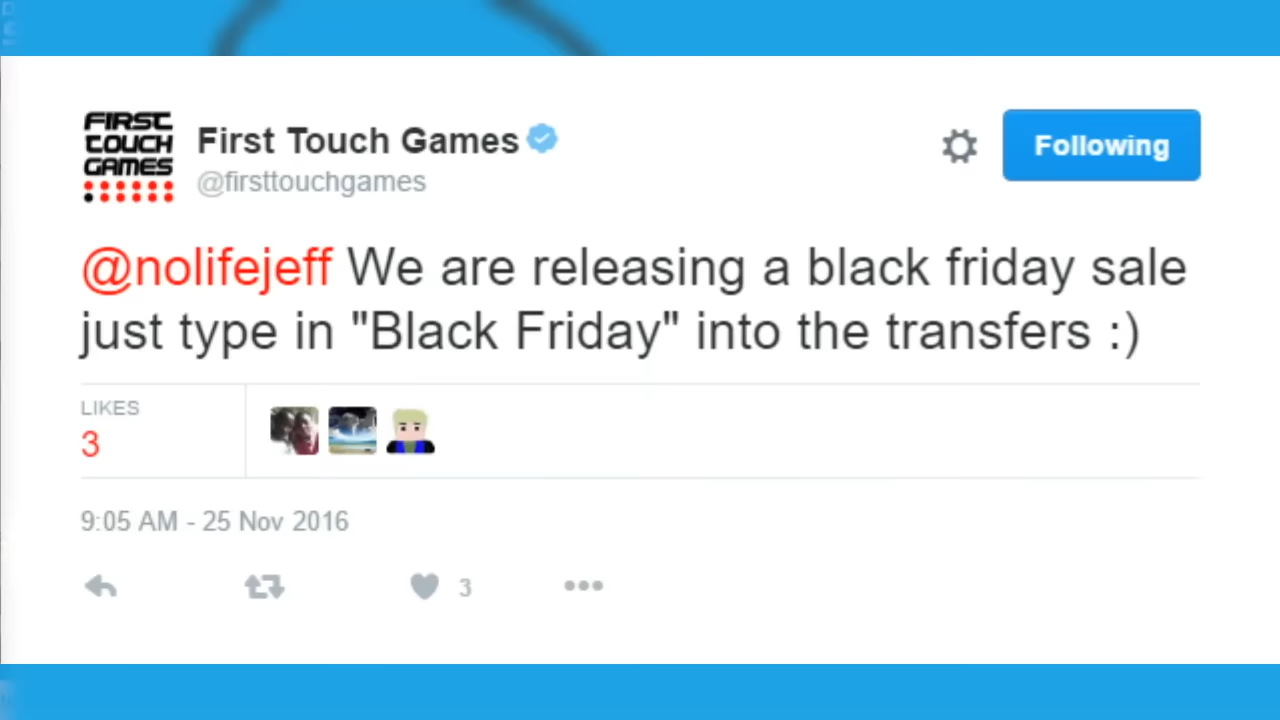 FIRST
TOUCH
GAMES
First Touch Games
@firsttouchgames
Following
@nolifejeff We are releasing a black friday sale
just type in "Black Friday" into the transfers :)
LIKES
3
9:05 AM - 25 Nov 2016
3